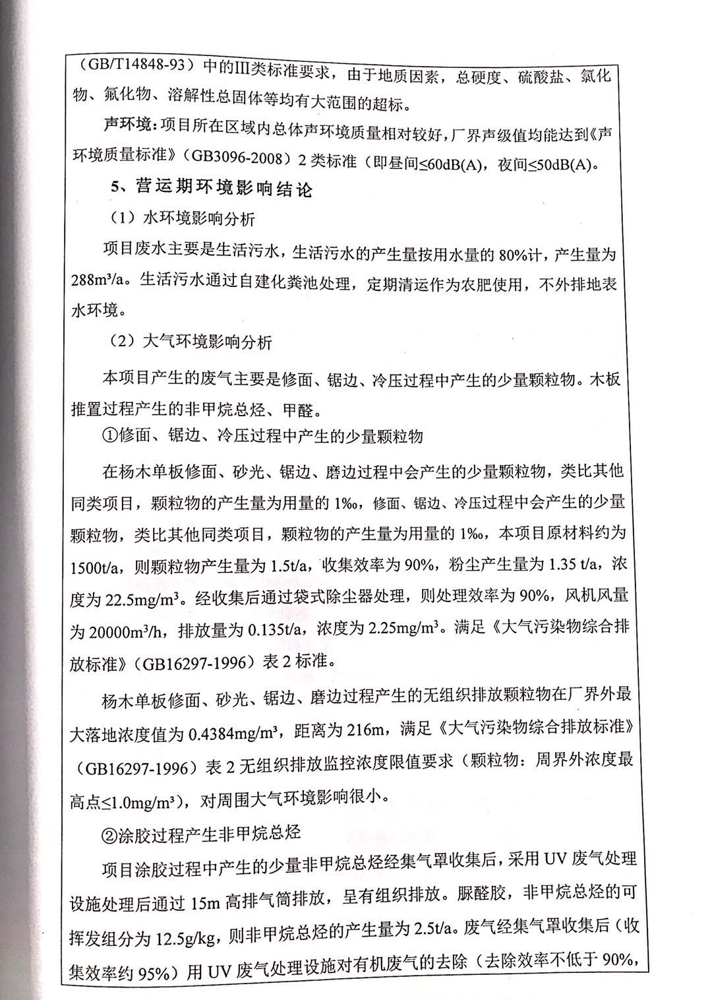 （GB/T14848-93）中的III类标准要求，由于地质因素，总硬度、硫酸盐、氯化
物、氟化物、溶解性总固体等均有大范围的超标。
声环境：项目所在区域内总体声环境质量相对较好，厂界声级值均能达到《声
环境质量标准》（GB3096-2008）2 类标准（即昼间≤60dB(A)，夜间≤50dB(A)。
5、营运期环境影响结论
（1）水环境影响分析
项目废水主要是生活污水，生活污水的产生量按用水量的 80%计，产生量为
288m³/a。生活污水通过自建化粪池处理，定期清运作为农肥使用，不外排地表
水环境。
（2）大气环境影响分析
本项目产生的废气主要是修面、锯边、冷压过程中产生的少量颗粒物。木板
推置过程产生的非甲烷总烃、甲醛。
①修面、锯边、冷压过程中产生的少量颗粒物
在杨木单板修面、砂光、锯边、磨边过程中会产生的少量颗粒物，类比其他
同类项目，颗粒物的产生量为用量的 1‰，修面、锯边、冷压过程中会产生的少量
颗粒物，类比其他同类项目，颗粒物的产生量为用量的 1‰，本项目原材料约为
1500t/a，则颗粒物产生量为 1.5t/a，收集效率为 90%，粉尘产生量为 1.35 t/a，浓
度为 22.5mg/m³。经收集后通过袋式除尘器处理，则处理效率为 90%，风机风量
为 20000m³/h，排放量为 0.135t/a，浓度为 2.25mg/m³。满足《大气污染物综合排
放标准》（GB16297-1996）表 2 标准。
杨木单板修面、砂光、锯边、磨边过程产生的无组织排放颗粒物在厂界外最
大落地浓度值为 0.4384mg/m³，距离为 216m，满足《大气污染物综合排放标准》
（GB16297-1996）表 2 无组织排放监控浓度限值要求（颗粒物：周界外浓度最
高点≤1.0mg/m³），对周围大气环境影响很小。
②涂胶过程产生非甲烷总烃
项目涂胶过程中产生的少量非甲烷总烃经集气罩收集后，采用 UV 废气处理
设施处理后通过 15m 高排气筒排放，呈有组织排放。脲醛胶，非甲烷总烃的可
挥发组分为 12.5g/kg，则非甲烷总烃的产生量为 2.5t/a。废气经集气罩收集后（收
集效率约 95%）用 UV 废气处理设施对有机废气的去除（去除效率不低于 90%，